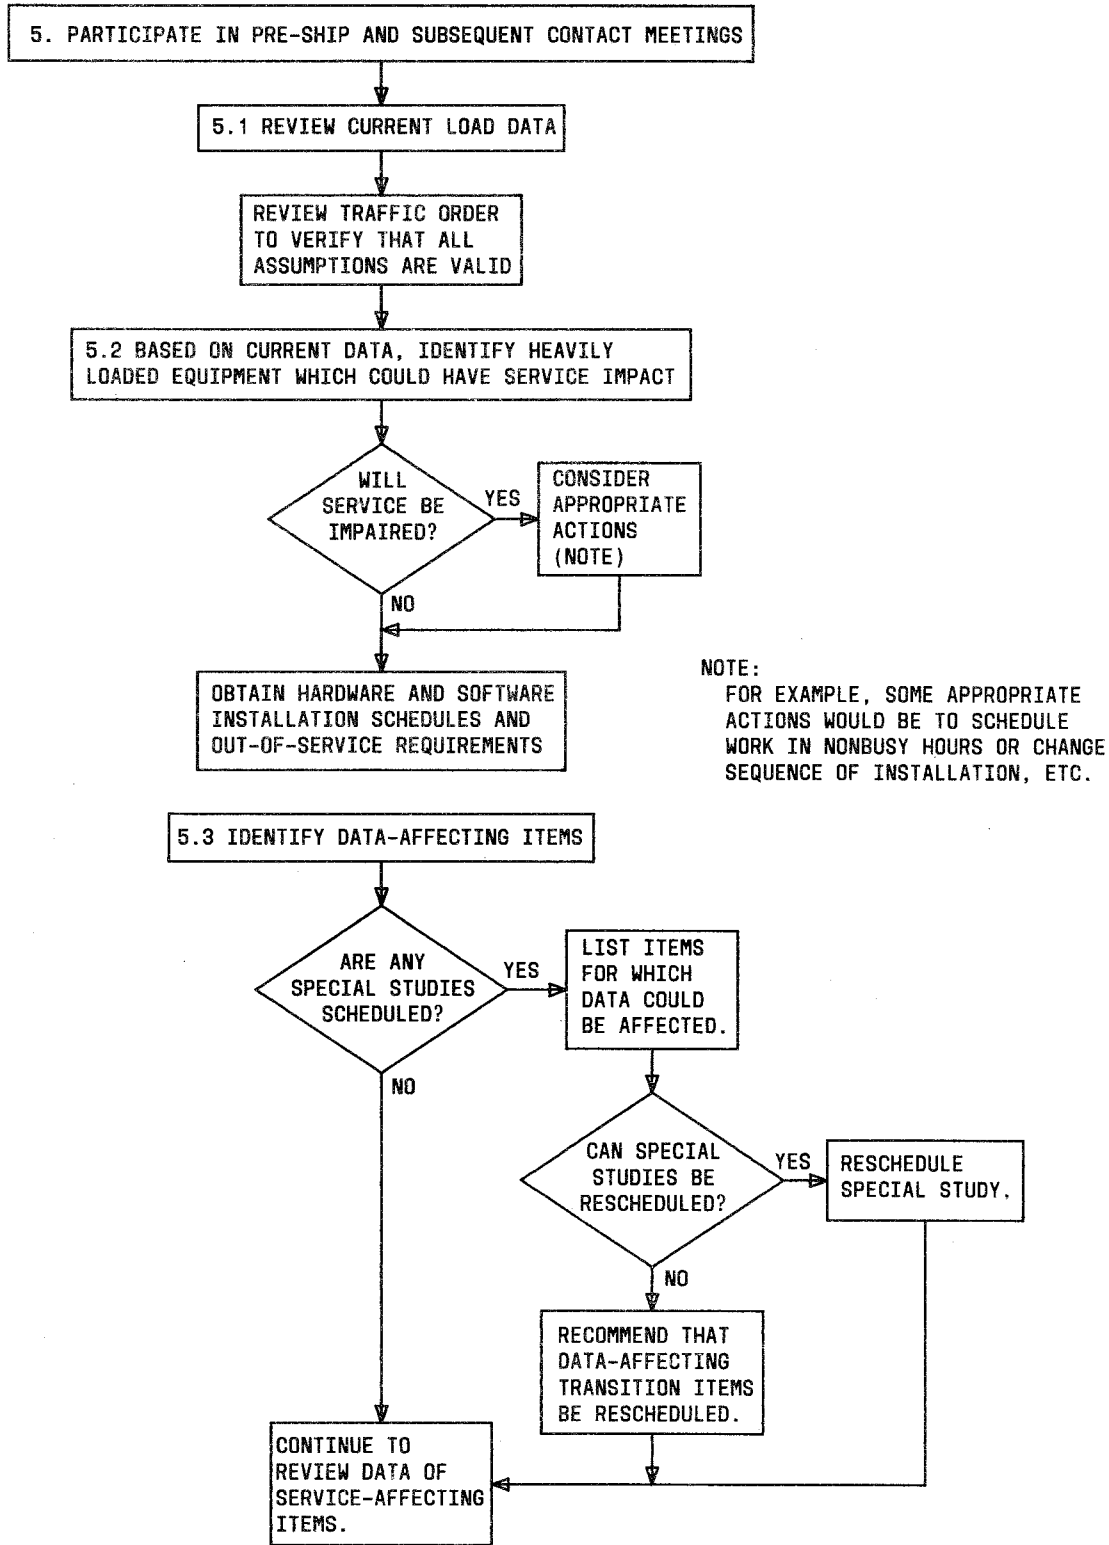 5. PARTICIPATE IN PRE-SHIP AND SUBSEQUENT CONTACT MEETINGS
5.1 REVIEW CURRENT LOAD DATA
REVIEW TRAFFIC ORDER
TO VERIFY THAT ALL
ASSUMPTIONS ARE VALID
5.2 BASED ON CURRENT DATA, IDENTIFY HEAVILY
LOADED EQUIPMENT WHICH COULD HAVE SERVICE IMPACT
WILL
SERVICE BE
IMPAIRED?
YES
CONSIDER
APPROPRIATE
ACTIONS
(NOTE)
NO
OBTAIN HARDWARE AND SOFTWARE
INSTALLATION SCHEDULES AND
OUT-OF-SERVICE REQUIREMENTS
NOTE:
FOR EXAMPLE, SOME APPROPRIATE
ACTIONS WOULD BE TO SCHEDULE
WORK IN NONBUSY HOURS OR CHANGE
SEQUENCE OF INSTALLATION, ETC.
5.3 IDENTIFY DATA-AFFECTING ITEMS
ARE ANY
SPECIAL STUDIES
SCHEDULED?
YES
LIST ITEMS
FOR WHICH
DATA COULD
BE AFFECTED.
NO
CAN SPECIAL
STUDIES BE
RESCHEDULED?
YES
RESCHEDULE
SPECIAL STUDY.
NO
RECOMMEND THAT
DATA-AFFECTING
TRANSITION ITEMS
BE RESCHEDULED.
CONTINUE TO
REVIEW DATA OF
SERVICE-AFFECTING
ITEMS.